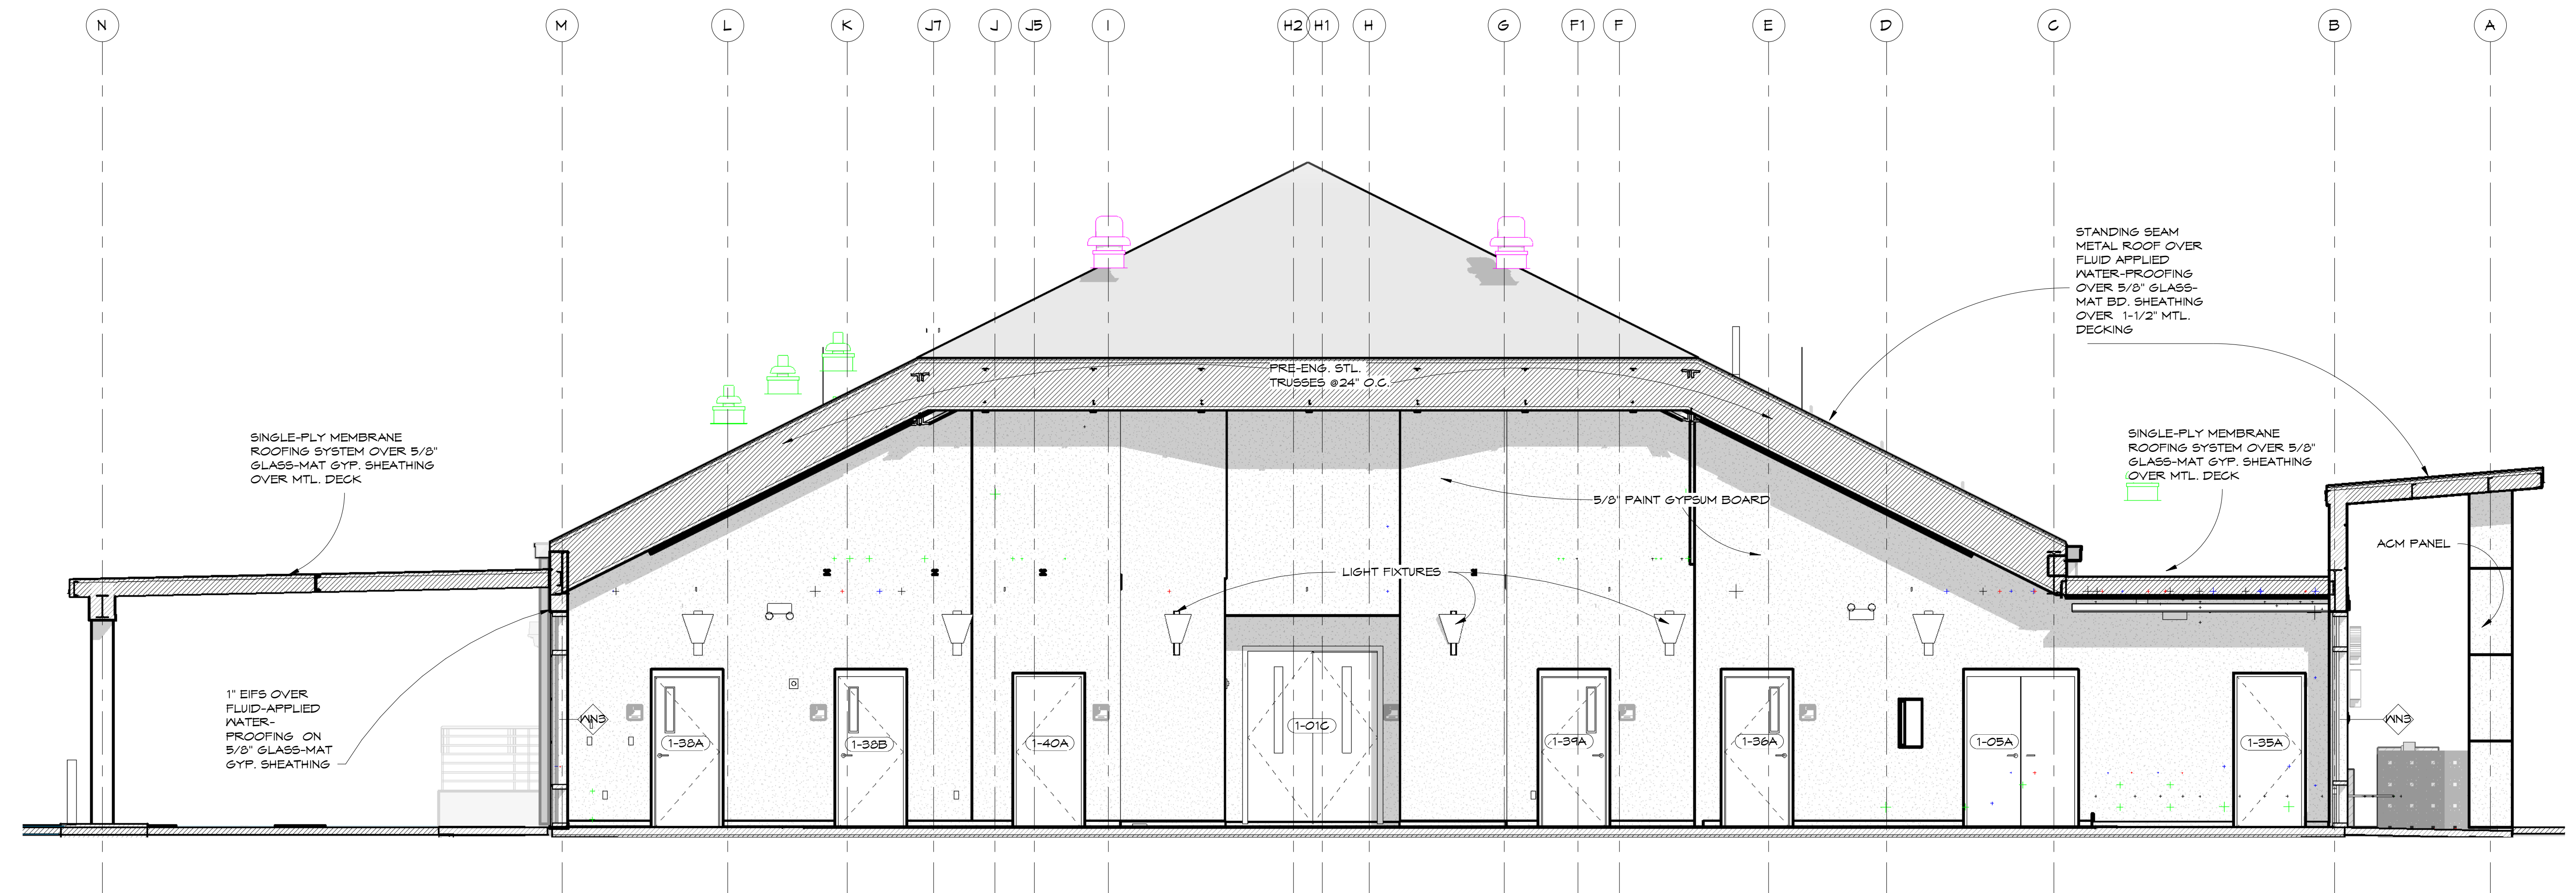 N
M
L
K
J7
J
J5
I
H2
H1
H
G
F1
F
E
D
C
B
A
STANDING SEAM
METAL ROOF OVER
FLUID APPLIED
WATER-PROOFING
OVER 5/8" GLASS-
MAT BD. SHEATHING
OVER 1-1/2" MTL.
DECKING
PRE-ENG. STL.
TRUSSES @24" O.C.
SINGLE-PLY MEMBRANE
ROOFING SYSTEM OVER 5/8"
GLASS-MAT GYP. SHEATHING
OVER MTL. DECK
SINGLE-PLY MEMBRANE
ROOFING SYSTEM OVER 5/8"
GLASS-MAT GYP. SHEATHING
OVER MTL. DECK
5/8" PAINT GYPSUM BOARD
ACM PANEL
LIGHT FIXTURES
1" EIFS OVER
FLUID-APPLIED
WATER-
PROOFING ON
5/8" GLASS-MAT
GYP. SHEATHING
WN3
1-38A
1-38B
1-40A
1-01C
1-39A
1-36A
1-05A
1-35A
WN3